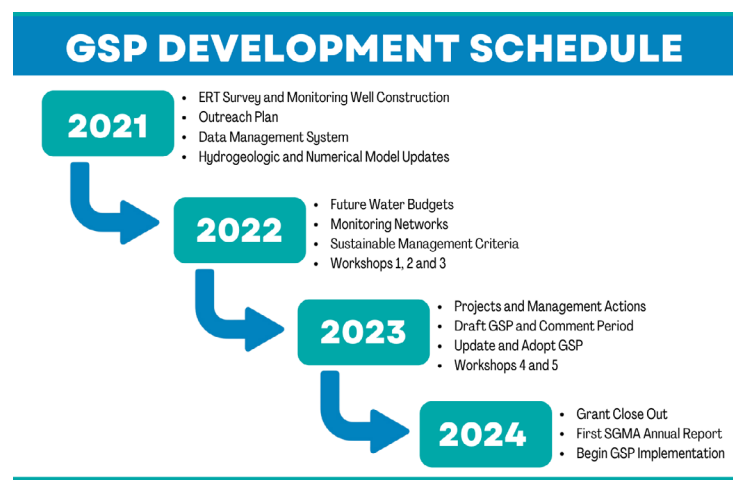 GSP DEVELOPMENT SCHEDULE
2021
• ERT Survey and Monitoring Well Construction
• Outreach Plan
• Data Management System
• Hydrogeologic and Numerical Model Updates
2022
• Future Water Budgets
• Monitoring Networks
• Sustainable Management Criteria
• Workshops 1, 2 and 3
2023
• Projects and Management Actions
• Draft GSP and Comment Period
• Update and Adopt GSP
• Workshops 4 and 5
2024
• Grant Close Out
• First SGMA Annual Report
• Begin GSP Implementation